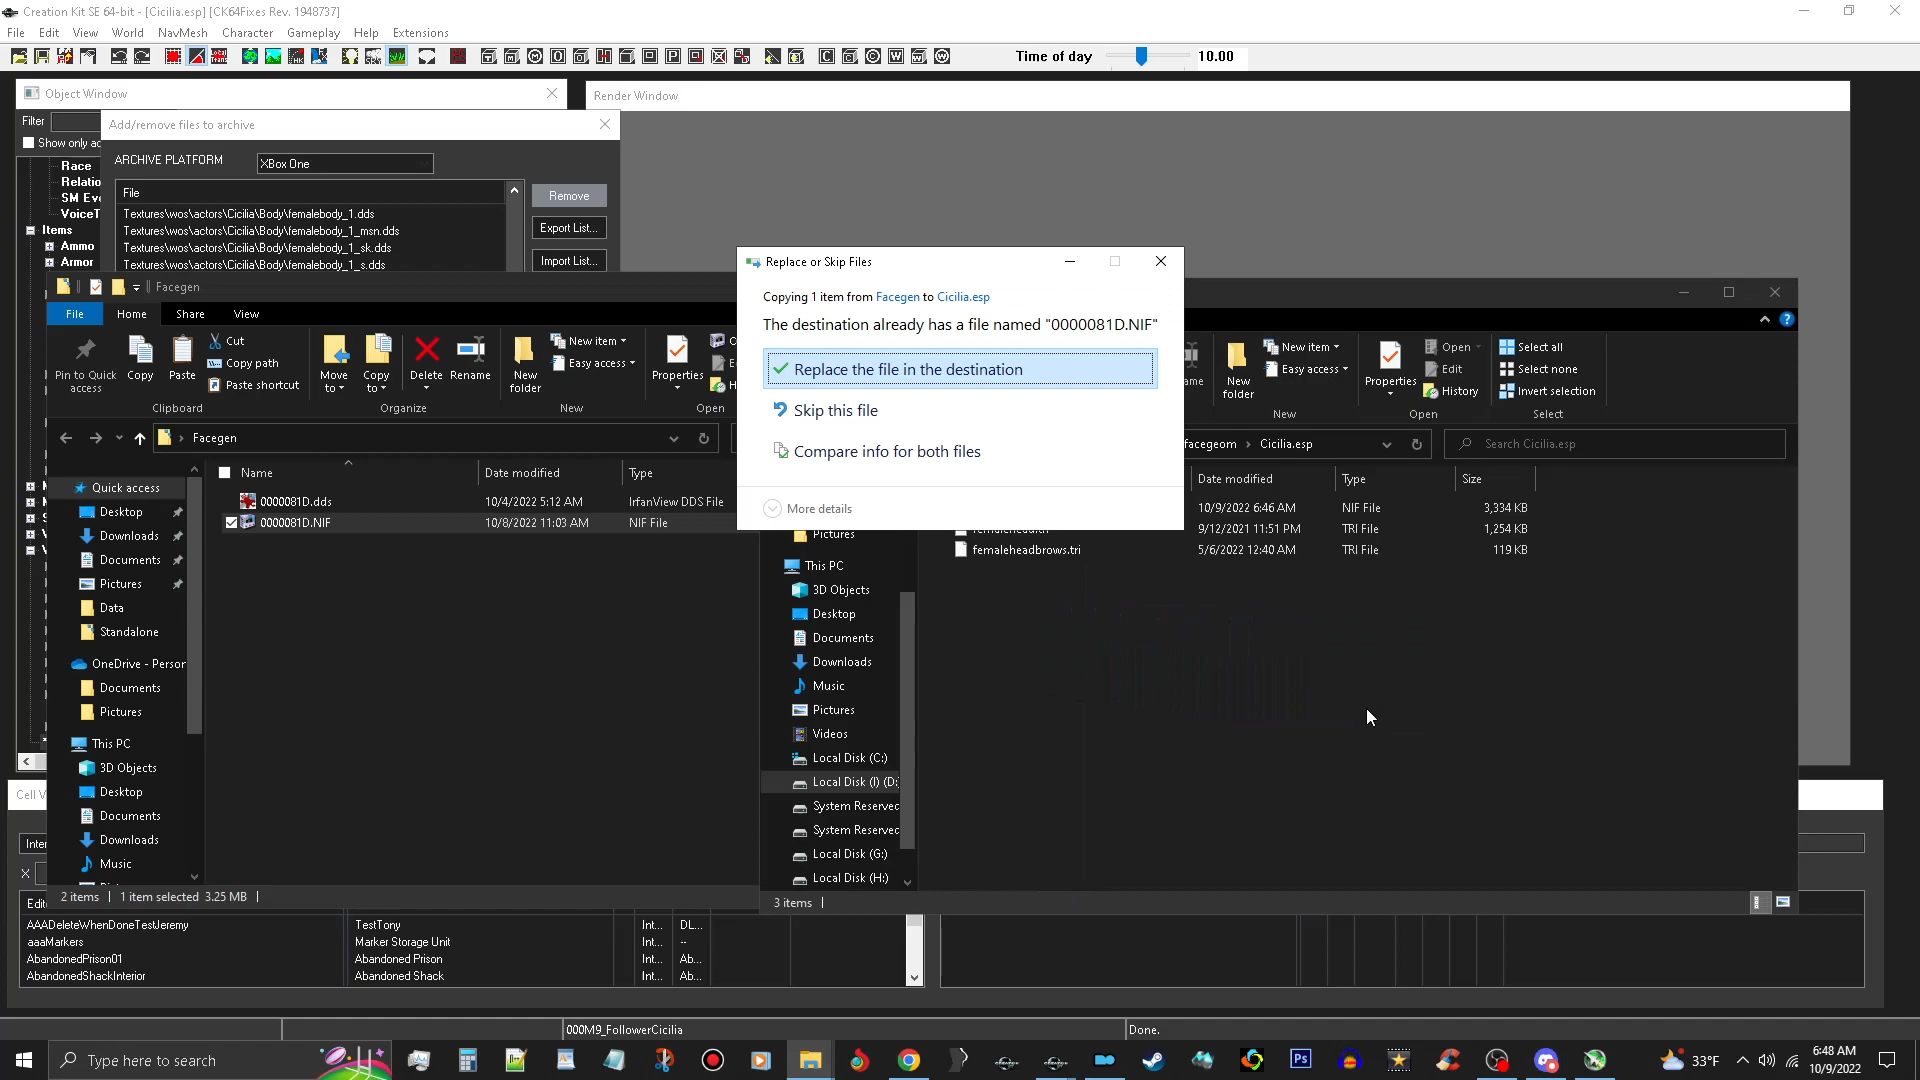 Creation Kit SE 64-bit - [Cicilia.esp] [CK64Fixes Rev. 1948737]
File Edit View World NavMesh Character Gameplay Help Extensions
Time of day 10.00
Object Window
Render Window
Filter
Add/remove files to archive
Show only
ARCHIVE PLATFORM XBox One
Race
File
Remove
Textures\wos\actors\Cicilia\Body\femalebody_1.dds
Export List...
Textures\wos\actors\Cicilia\Body\femalebody_1_msn.dds
Items
Textures\wos\actors\Cicilia\Body\femalebody_1_sk.dds
Ammo
Import List...
Textures\wos\actors\Cicilia\Body\femalebody_1_s.dds
Armor
Replace or Skip Files
Copying 1 item from Facegen to Cicilia.esp
The destination already has a file named "0000081D.NIF"
Replace the file in the destination
Skip this file
Compare info for both files
More details
Facegen
File Home Share View
Pin to Quick access
Copy
Paste
Cut
Copy path
Paste shortcut
Move to
Copy to
Delete
Rename
New folder
New item
Easy access
Properties
Clipboard Organize New Open
Facegen
Name Date modified Type
0000081D.dds 10/4/2022 5:12 AM IrfanView DDS File
0000081D.NIF 10/8/2022 11:03 AM NIF File
Quick access
Desktop
Downloads
Documents
Pictures
Data
Standalone
OneDrive - Person
Documents
Pictures
This PC
3D Objects
Desktop
Documents
Downloads
Music
2 items 1 item selected 3.25 MB
New folder
New item
Easy access
Properties
Open
Edit
History
Select all
Select none
Invert selection
New Open Select
facegeom Cicilia.esp Search Cicilia.esp
Date modified Type Size
10/9/2022 6:46 AM NIF File 3,334 KB
9/12/2021 11:51 PM TRI File 1,254 KB
femaleheadbrows.tri 5/6/2022 12:40 AM TRI File 119 KB
Pictures
This PC
3D Objects
Desktop
Documents
Downloads
Music
Pictures
Videos
Local Disk (C:)
Local Disk (I) (D:)
System Reserved
System Reserved
Local Disk (G:)
Local Disk (H:)
3 items
Cell V
X
AAADeleteWhenDoneTestJeremy TestTony Int... DL...
aaaMarkers Marker Storage Unit Int... --
AbandonedPrison01 Abandoned Prison Int... Ab...
AbandonedShackInterior Abandoned Shack Int... Ab...
000M9_FollowerCicilia Done.
Type here to search
Ps
33°F
6:48 AM
10/9/2022